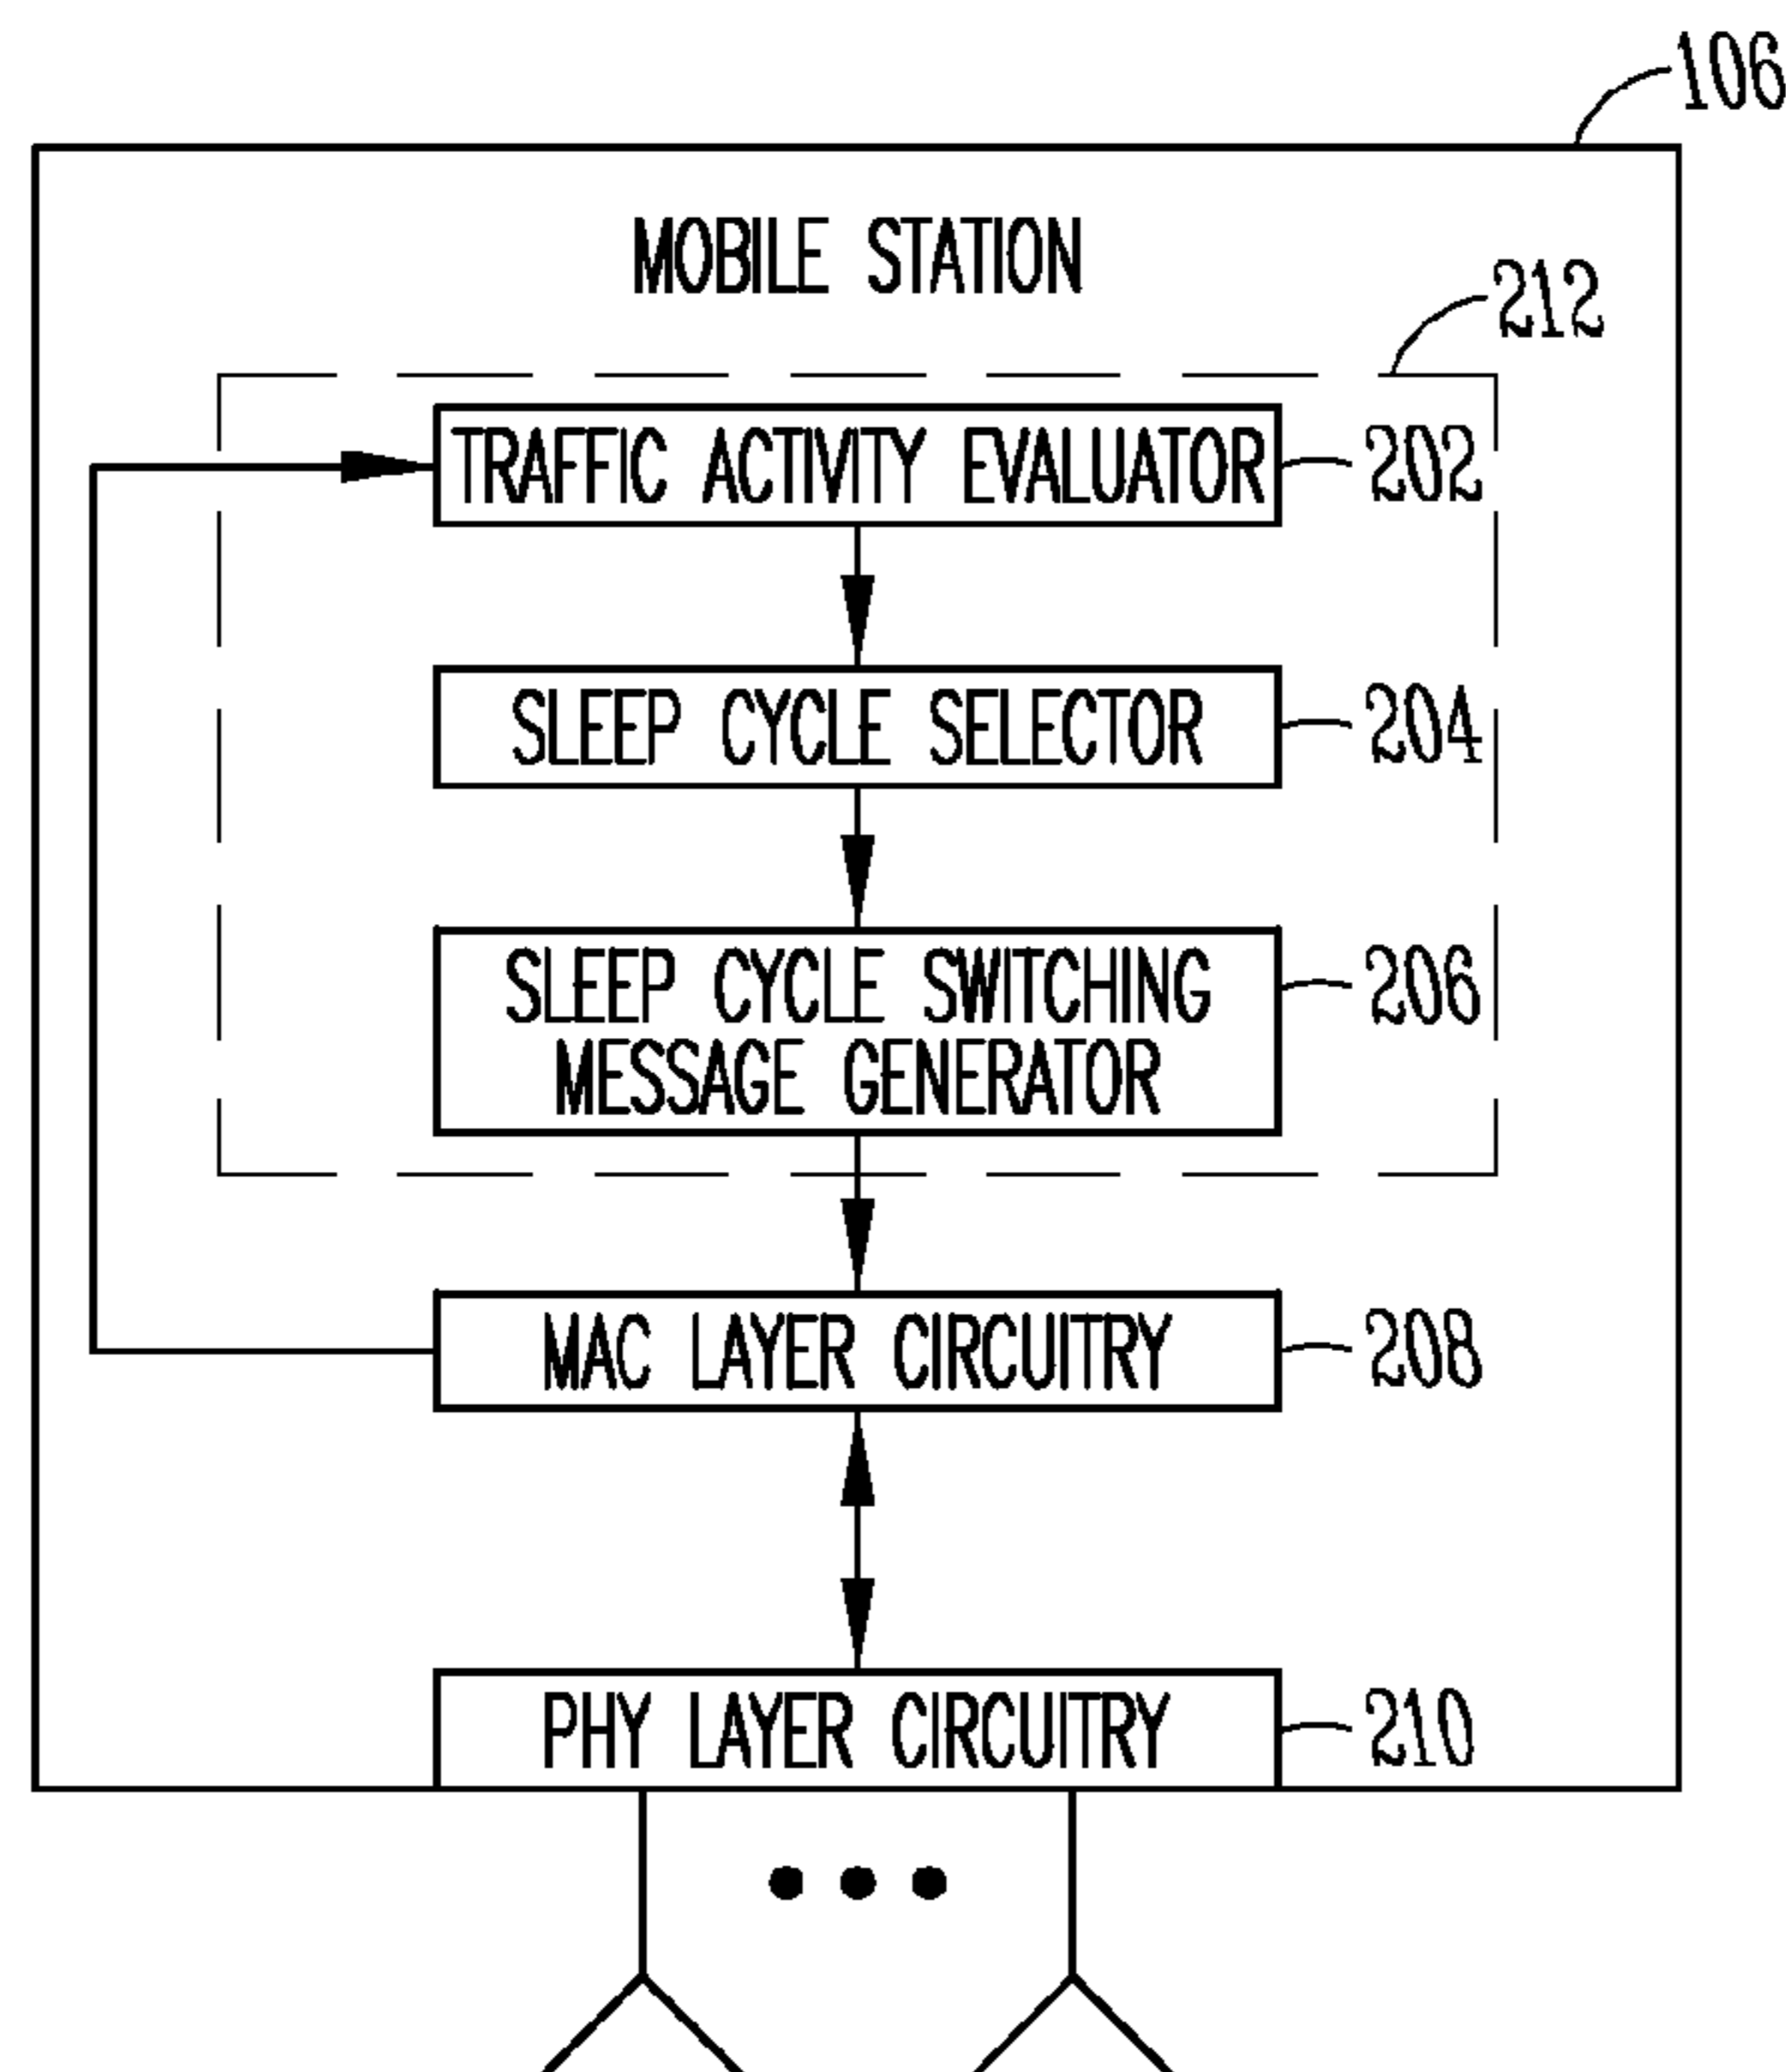 106
MOBILE STATION
212
TRAFFIC ACTIVITY EVALUATOR
202
SLEEP CYCLE SELECTOR
204
SLEEP CYCLE SWITCHING
MESSAGE GENERATOR
206
MAC LAYER CIRCUITRY
208
PHY LAYER CIRCUITRY
210